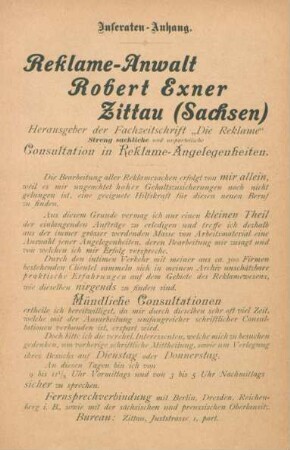 Inseraten-Anhang.
Reklame-Anwalt
Robert Exner
Zittau (Sachsen)
Herausgeber der Fachzeitschrift „Die Reklame“
Streng sachliche und unparteiische
Consultation in Reklame-Angelegenheiten.
Die Bearbeitung aller Reklamesachen erfolgt von mir allein,
weil es mir ungeachtet hoher Gehaltszusicherungen noch nicht
gelungen ist, eine geeignete Hilfskraft für diesen neuen Beruf
zu finden.
Aus diesem Grunde vermag ich nur einen kleinen Theil
der einlangenden Aufträge zu erledigen und treffe ich deshalb
aus der immer grösser werdenden Masse von Arbeitsmaterial eine
Auswahl jener Angelegenheiten, deren Bearbeitung mir zusagt und
von welchen ich mir Erfolg verspreche.
Durch den intimen Verkehr mit meiner aus ca. 300 Firmen
bestehenden Clientel sammeln sich in meinem Archiv unschätzbare
praktische Erfahrungen auf dem Gebiete des Reklamewesens,
wie dieselben nirgends zu finden sind.
Mündliche Consultationen
ertheile ich bereitwilligst, da mir durch dieselben sehr oft viel Zeit,
welche mit der Ausarbeitung umfangreicher schriftlicher Consul-
tationen verbunden ist, erspart wird.
Doch bitte ich die verehrl. Interessenten, welche mich zu besuchen
gedenken, um vorherige schriftliche Mittheilung, sowie um Verlegung
ihres Besuchs auf Dienstag oder Donnerstag.
An diesen Tagen bin ich von
9 bis 11½ Uhr Vormittags und von 3 bis 5 Uhr Nachmittags
sicher zu sprechen.
Fernsprechverbindung mit Berlin, Dresden, Reichen-
berg i. B., sowie mit der sächsischen und preussischen Oberlausitz.
Bureau: Zittau, Juststrasse 1, part.